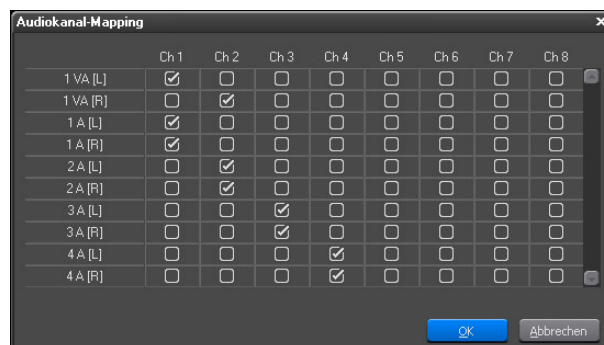 Audiokanal-Mapping
Ch 1 Ch 2 Ch 3 Ch 4 Ch 5 Ch 6 Ch 7 Ch 8
1 VA [L]
1 VA [R]
1 A [L]
1 A [R]
2 A [L]
2 A [R]
3 A [L]
3 A [R]
4 A [L]
4 A [R]
OK Abbrechen